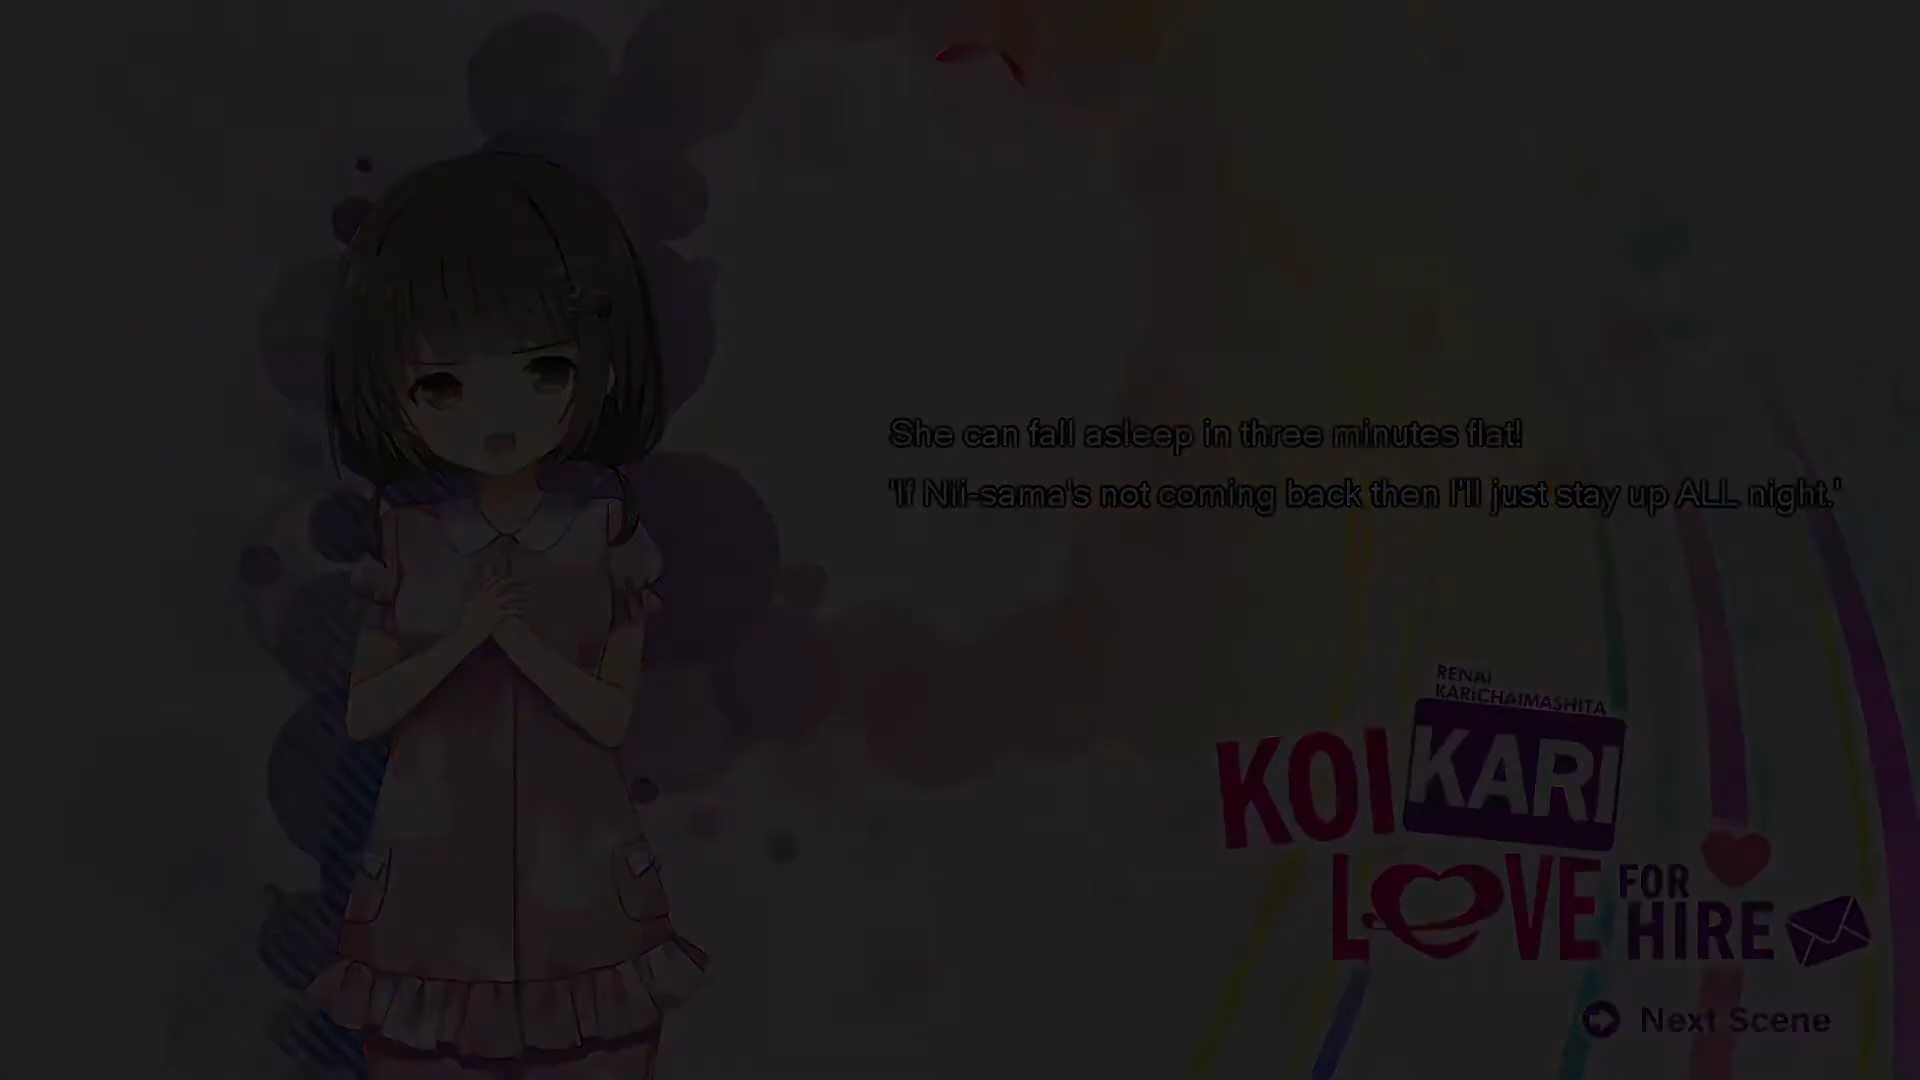 She can fall asleep in three minutes flat!
'If Nii-sama's not coming back then I'll just stay up ALL night.'
RENAI
KARICHAIMASHITA
KOI KARI
LOVE FOR HIRE
Next Scene